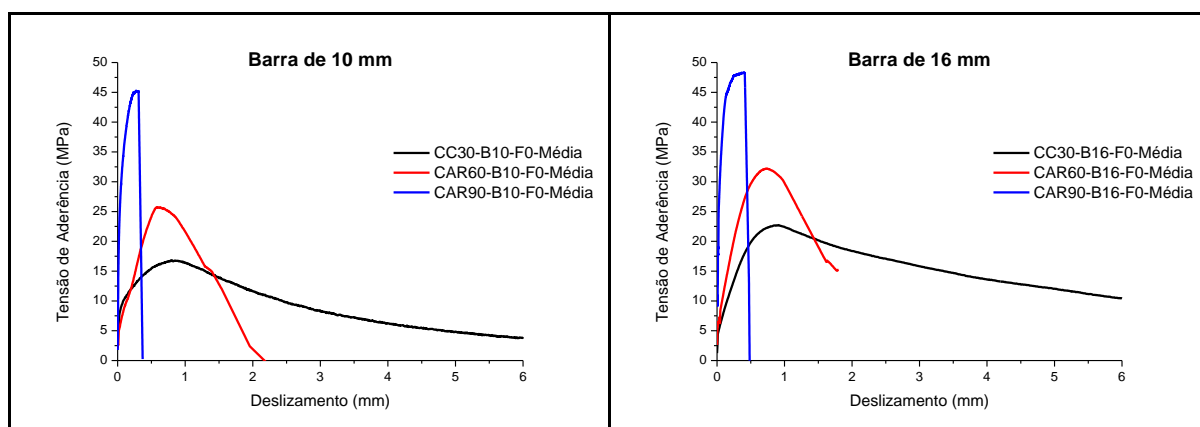 Barra de 10 mm
50
45
40
35
30
25
20
15
10
5
0
Tensão de Aderência (MPa)
CC30-B10-F0-Média
CAR60-B10-F0-Média
CAR90-B10-F0-Média
0 1 2 3 4 5 6
Deslizamento (mm)
Barra de 16 mm
50
45
40
35
30
25
20
15
10
5
0
Tensão de Aderência (MPa)
CC30-B16-F0-Média
CAR60-B16-F0-Média
CAR90-B16-F0-Média
0 1 2 3 4 5 6
Deslizamento (mm)